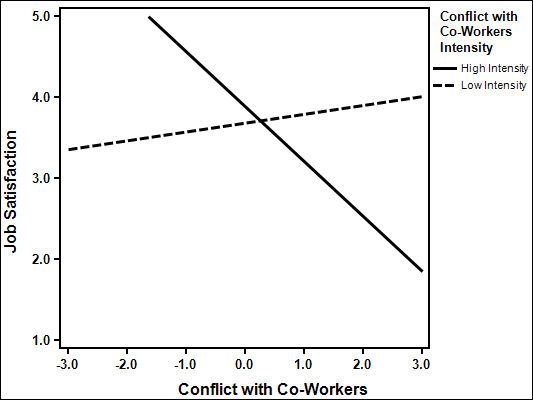 Conflict with
Co-Workers
Intensity
High Intensity
Low Intensity
Job Satisfaction
5.0
4.0
3.0
2.0
1.0
-3.0 -2.0 -1.0 0.0 1.0 2.0 3.0
Conflict with Co-Workers